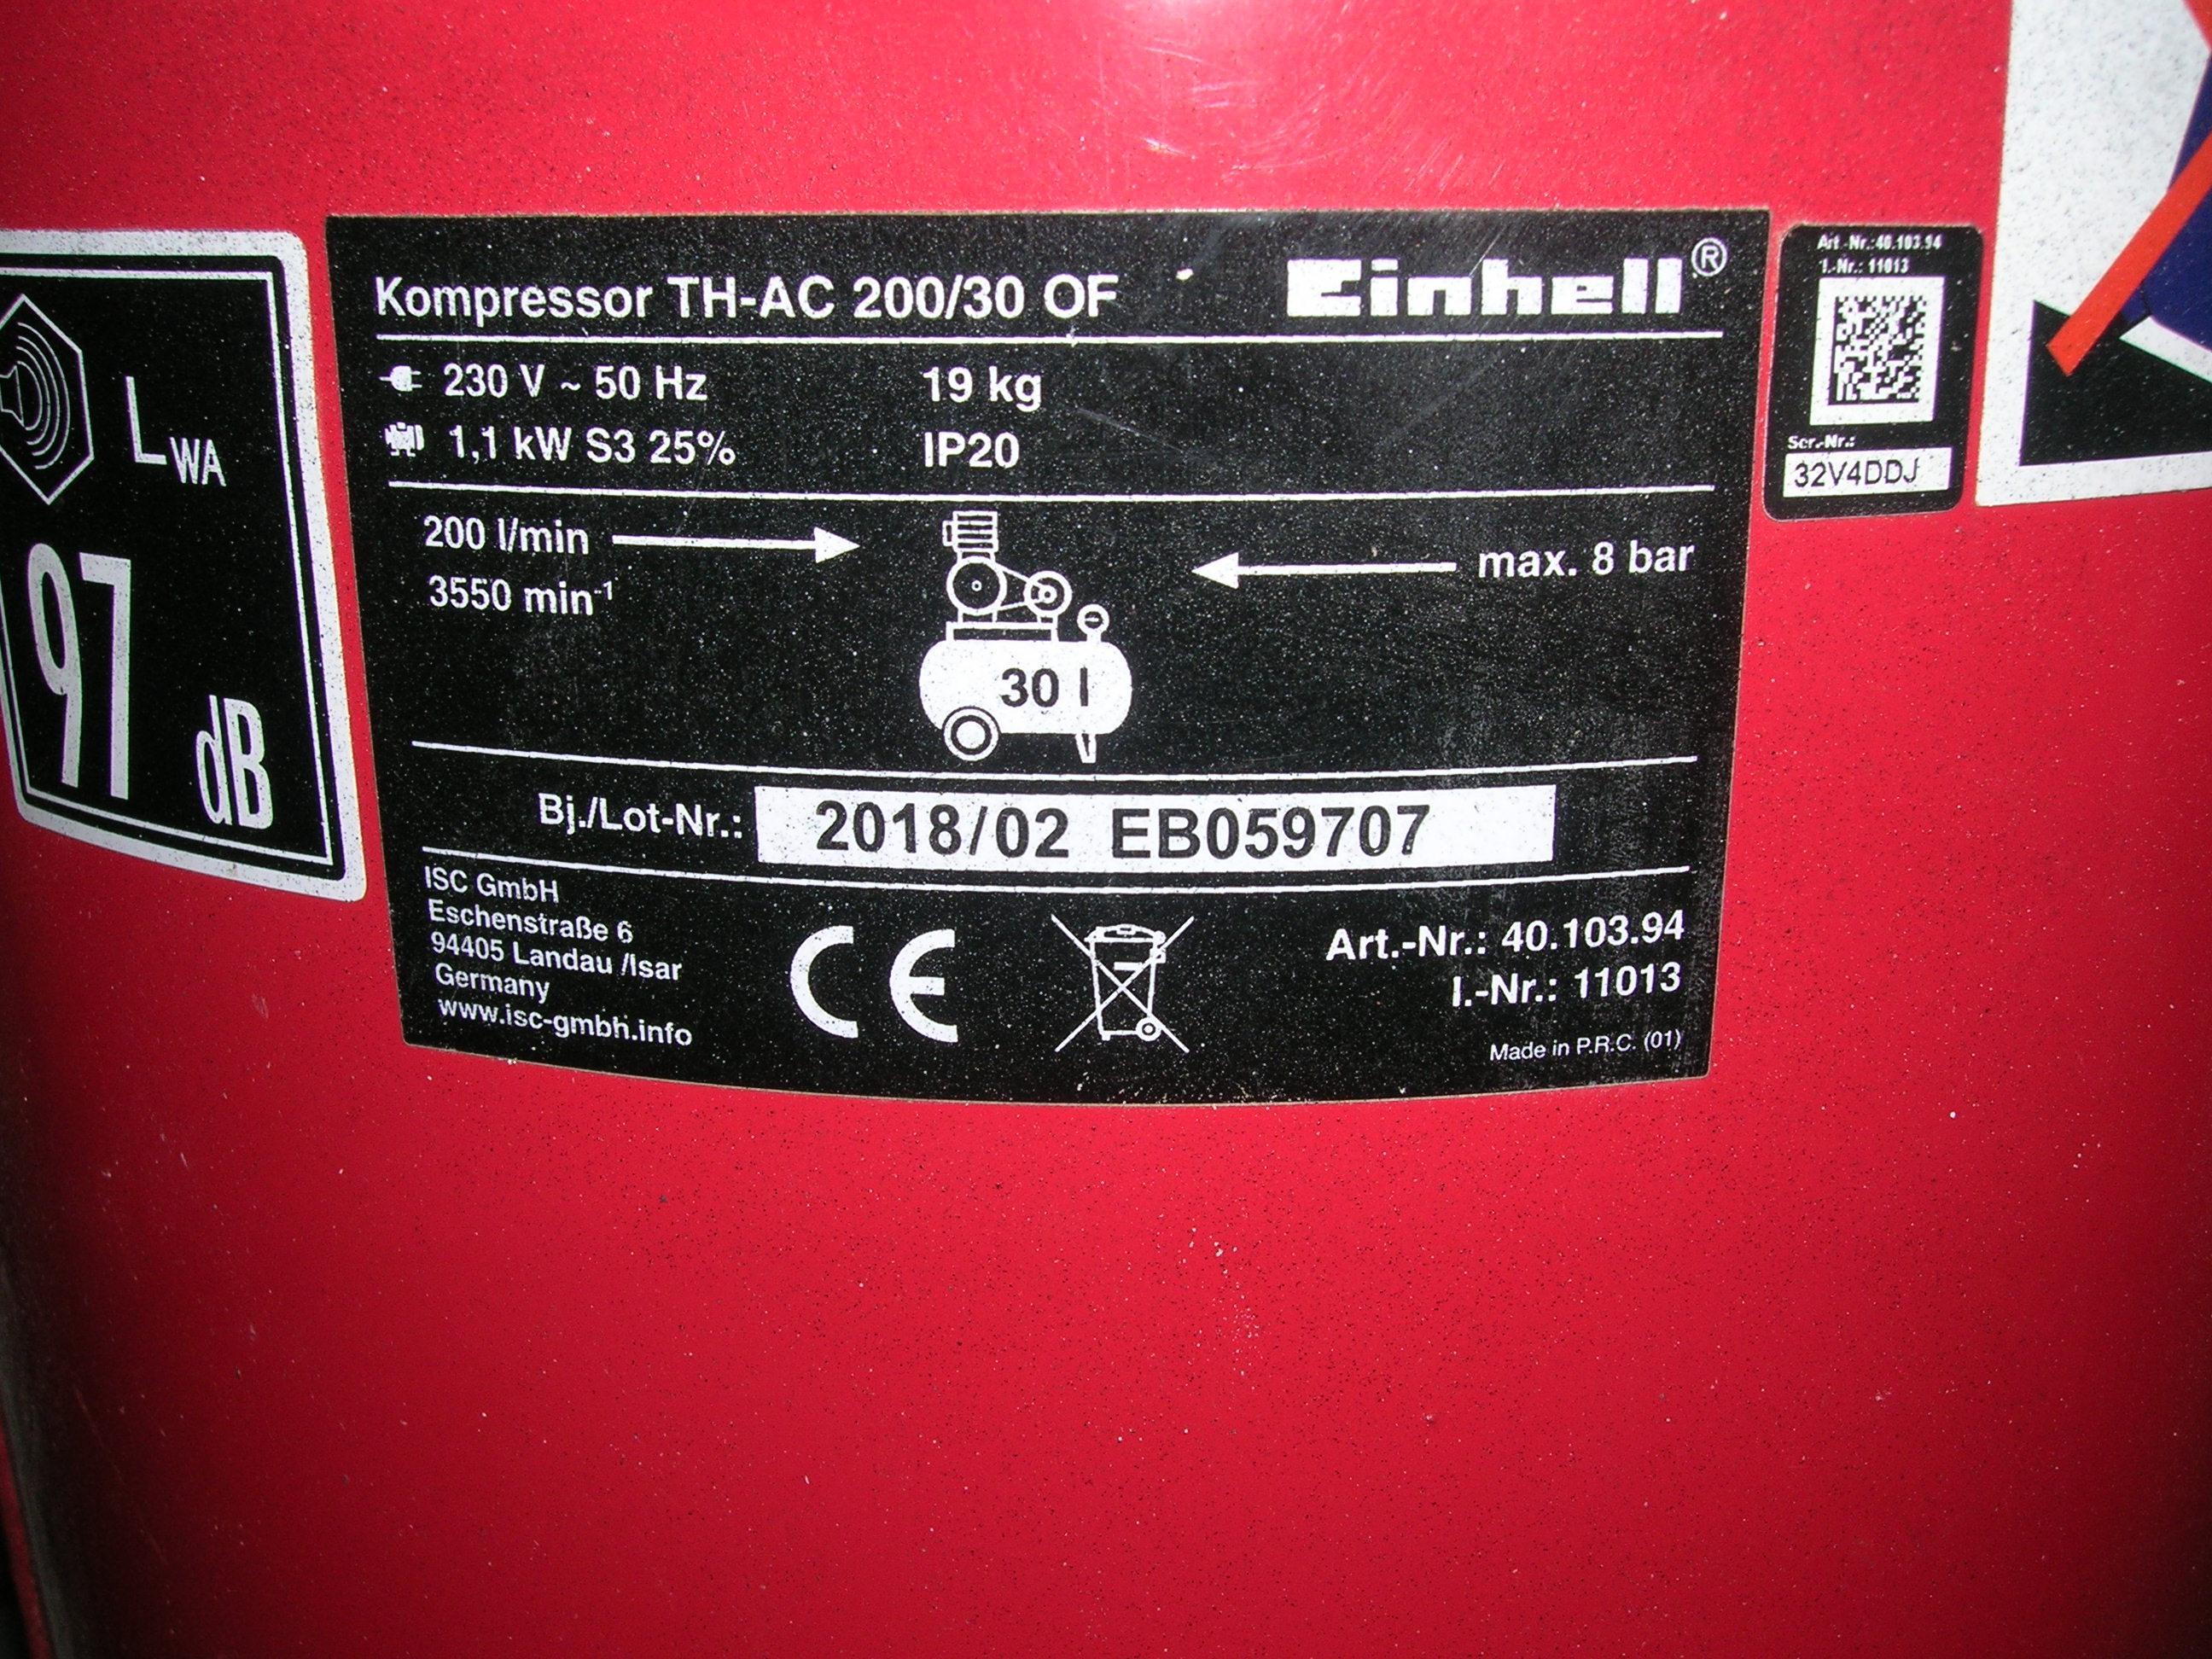 LWA
97
dB
Kompressor TH-AC 200/30 OF
Einhell®
230 V ~ 50 Hz
19 kg
1,1 kW S3 25%
IP20
200 l/min
3550 min-1
max. 8 bar
30 l
Bj./Lot-Nr.: 2018/02 EB059707
ISC GmbH
Eschenstraße 6
94405 Landau /Isar
Germany
www.isc-gmbh.info
CE
Art.-Nr.: 40.103.94
I.-Nr.: 11013
Made in P.R.C. (01)
Art.-Nr.:40.103.94
I.-Nr.: 11013
Ser.-Nr.:
32V4DDJ